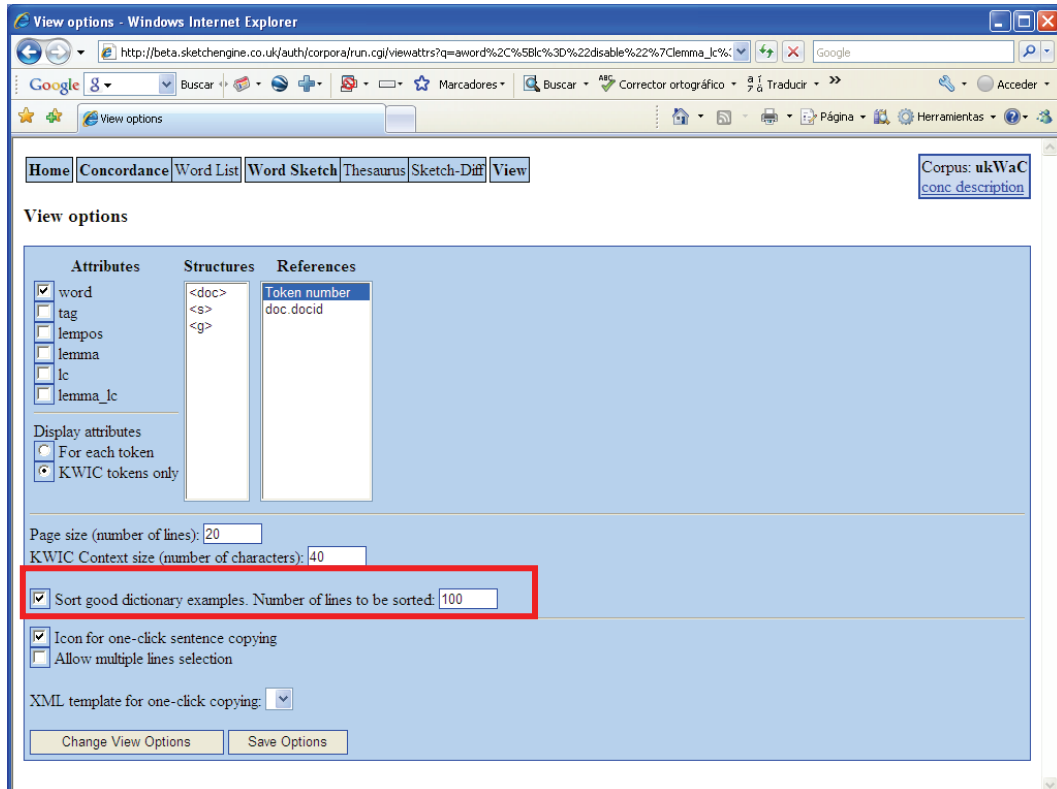 View options - Windows Internet Explorer
http://beta.sketchengine.co.uk/auth/corpora/run.cgi/viewattrs?q=aword%2C%5Blc%3D%22disable%22%7Clemma_lc%: Google
Google Buscar Marcadores Buscar ABC Corrector ortográfico Traducir » Acceder
View options Página Herramientas
Home Concordance Word List Word Sketch Thesaurus Sketch-Diff View
Corpus: ukWaC
conc description
View options
Attributes Structures References
word <doc> Token number
tag <s> doc.docid
lempos <g>
lemma
lc
lemma_lc
Display attributes
For each token
KWIC tokens only
Page size (number of lines): 20
KWIC Context size (number of characters): 40
Sort good dictionary examples. Number of lines to be sorted: 100
Icon for one-click sentence copying
Allow multiple lines selection
XML template for one-click copying:
Change View Options Save Options